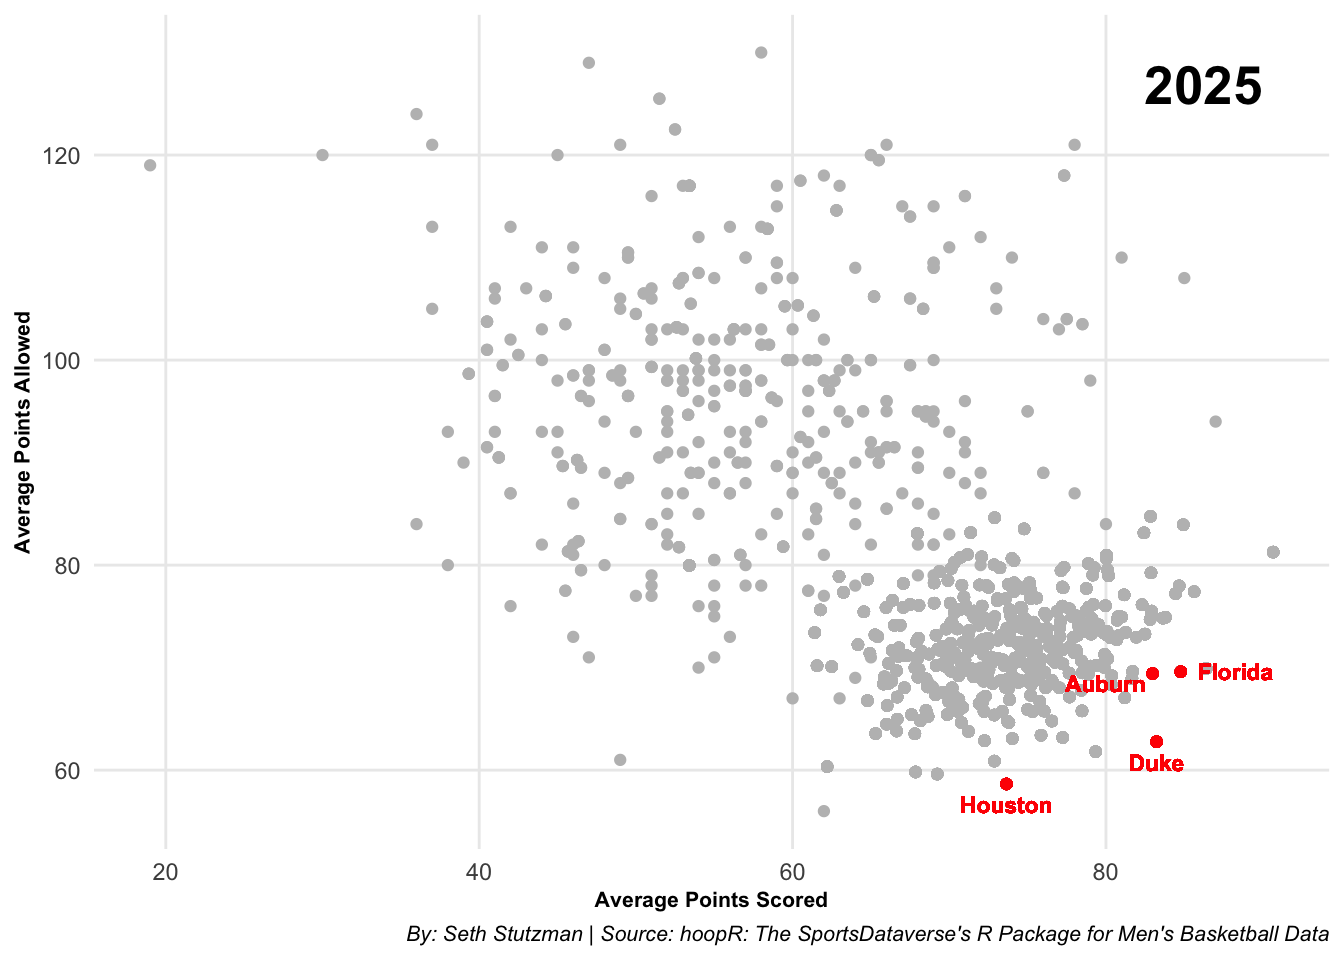 2025
120
100
80
60
Average Points Allowed
Auburn
Florida
Duke
Houston
20 40 60 80
Average Points Scored
By: Seth Stutzman | Source: hoopR: The SportsDataverse's R Package for Men's Basketball Data